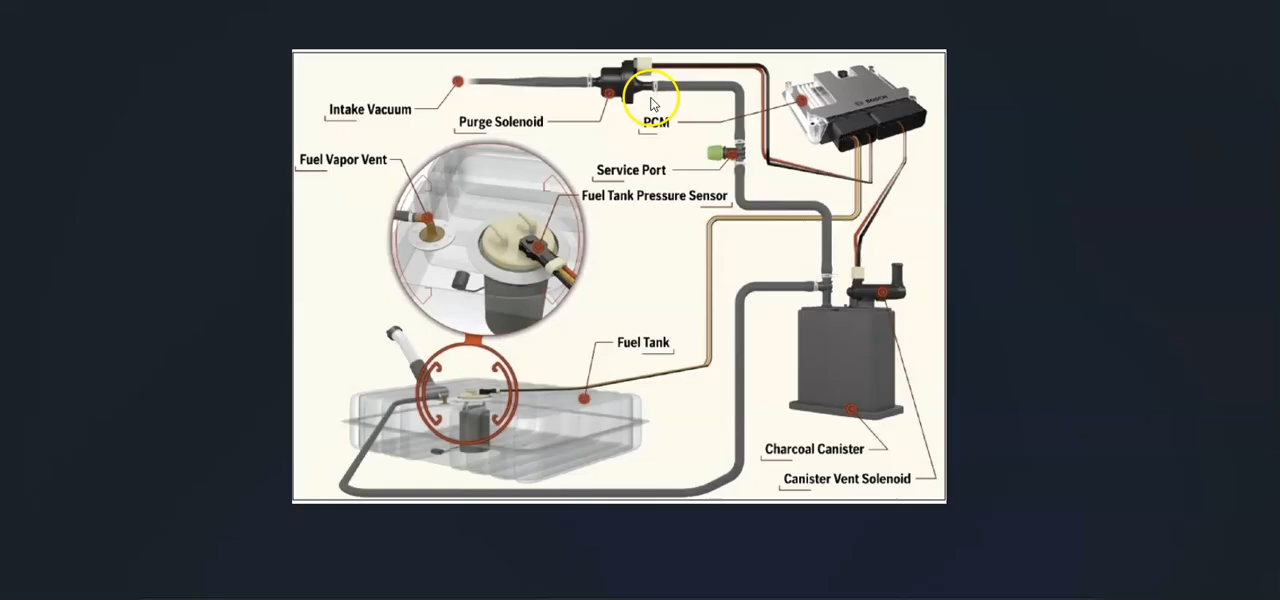 Intake Vacuum
Purge Solenoid
PCM
BOSCH
Fuel Vapor Vent
Service Port
Fuel Tank Pressure Sensor
Fuel Tank
Charcoal Canister
Canister Vent Solenoid